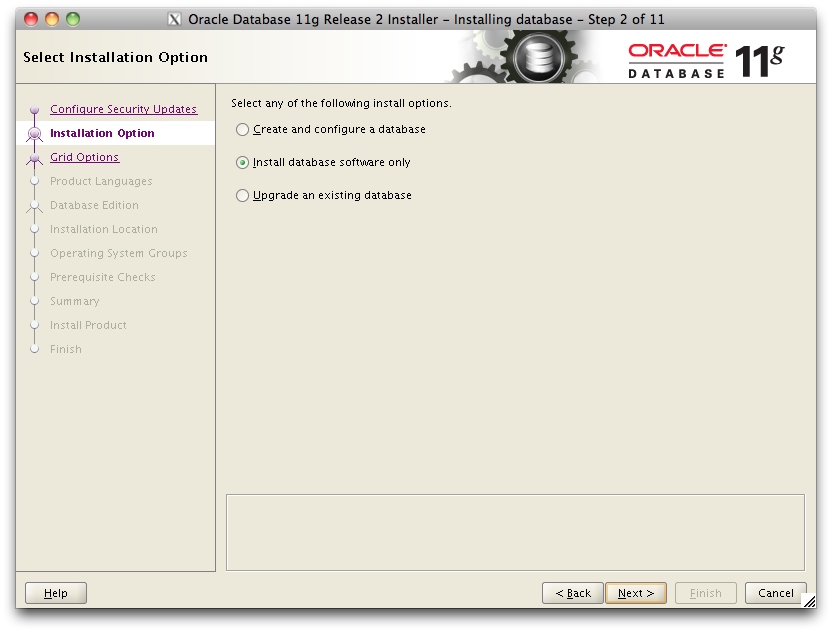 Oracle Database 11g Release 2 Installer - Installing database - Step 2 of 11
Select Installation Option
ORACLE
DATABASE
11g
Configure Security Updates
Installation Option
Grid Options
Product Languages
Database Edition
Installation Location
Operating System Groups
Prerequisite Checks
Summary
Install Product
Finish
Select any of the following install options.
Create and configure a database
Install database software only
Upgrade an existing database
Help
< Back
Next >
Finish
Cancel